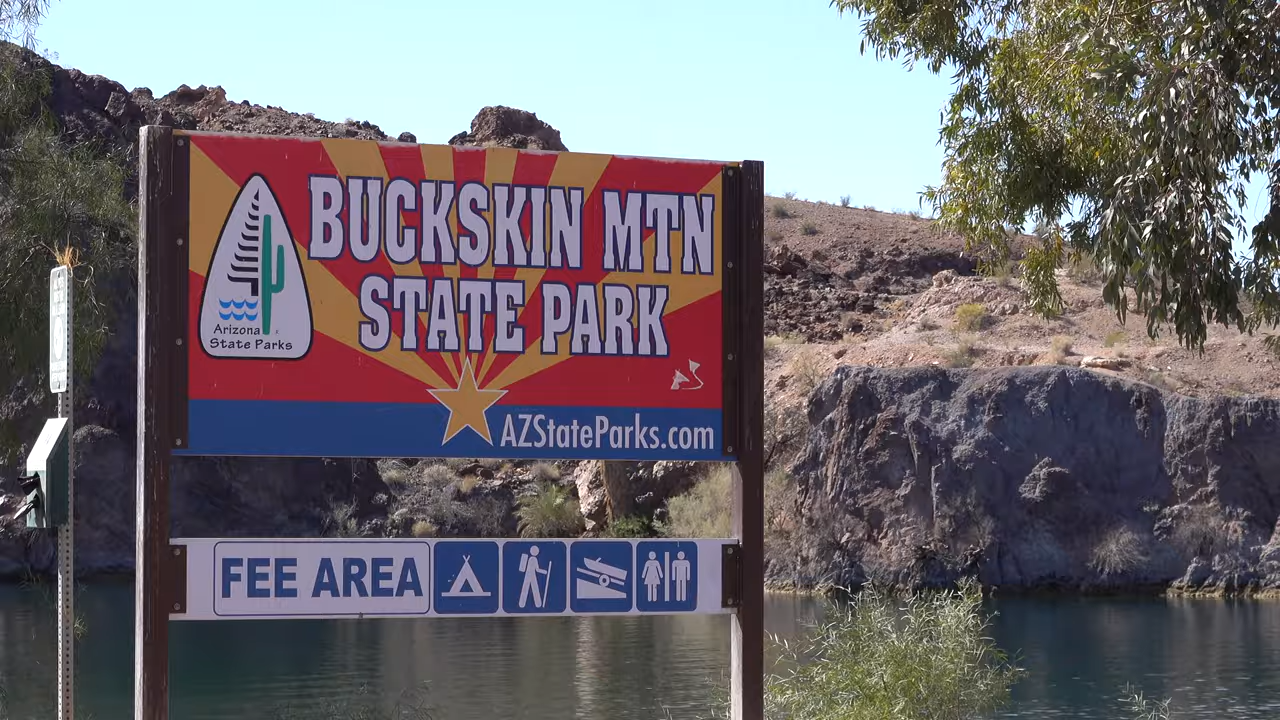 BUCKSKIN MTN
STATE PARK
Arizona
State Parks
AZStateParks.com
FEE AREA